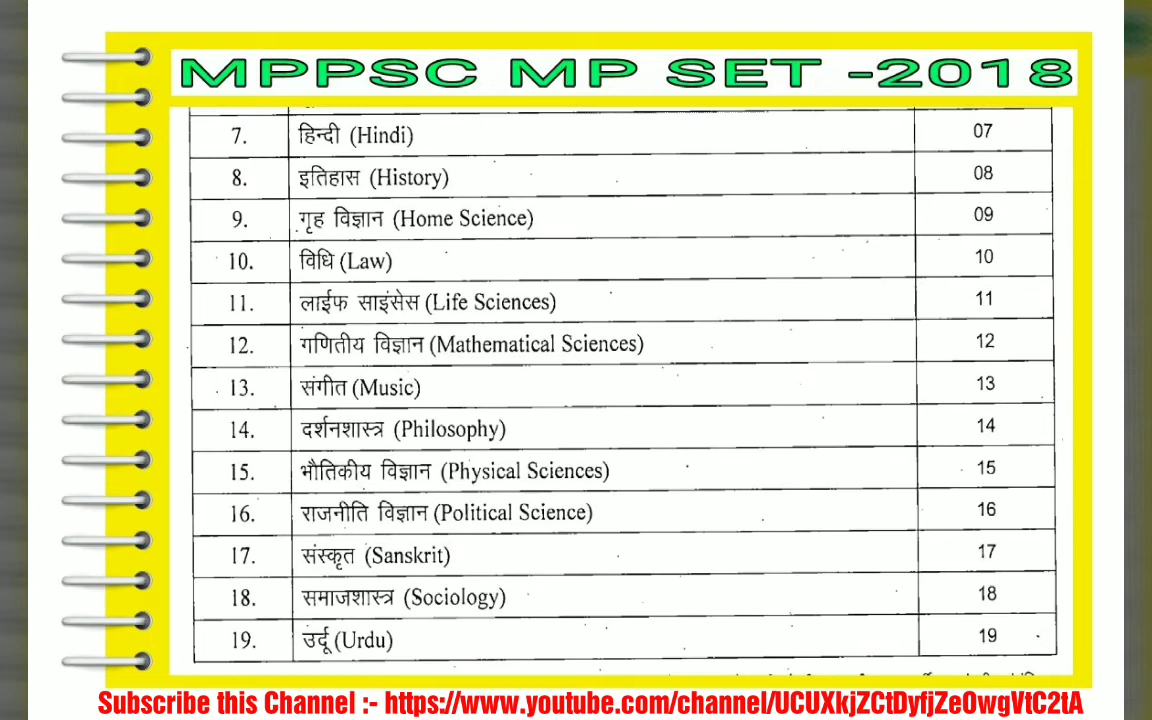 MPPSC MP SET -2018
7. हिन्दी (Hindi) 07
8. इतिहास (History) 08
9. गृह विज्ञान (Home Science) 09
10. विधि (Law) 10
11. लाईफ साइंसेस (Life Sciences) 11
12. गणितीय विज्ञान (Mathematical Sciences) 12
13. संगीत (Music) 13
14. दर्शनशास्त्र (Philosophy) 14
15. भौतिकीय विज्ञान (Physical Sciences) 15
16. राजनीति विज्ञान (Political Science) 16
17. संस्कृत (Sanskrit) 17
18. समाजशास्त्र (Sociology) 18
19. उर्दू (Urdu) 19
Subscribe this Channel :- https://www.youtube.com/channel/UCUXkjZCtDyfjZeOwgVtC2tA